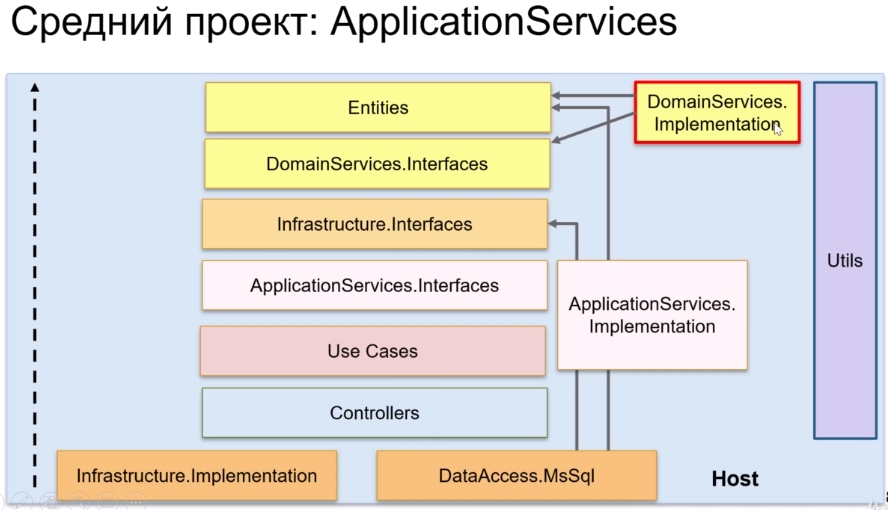 Средний проект: ApplicationServices
Entities
DomainServices.
Implementation
DomainServices.Interfaces
Infrastructure.Interfaces
Utils
ApplicationServices.Interfaces
ApplicationServices.
Implementation
Use Cases
Controllers
Infrastructure.Implementation
DataAccess.MsSql
Host